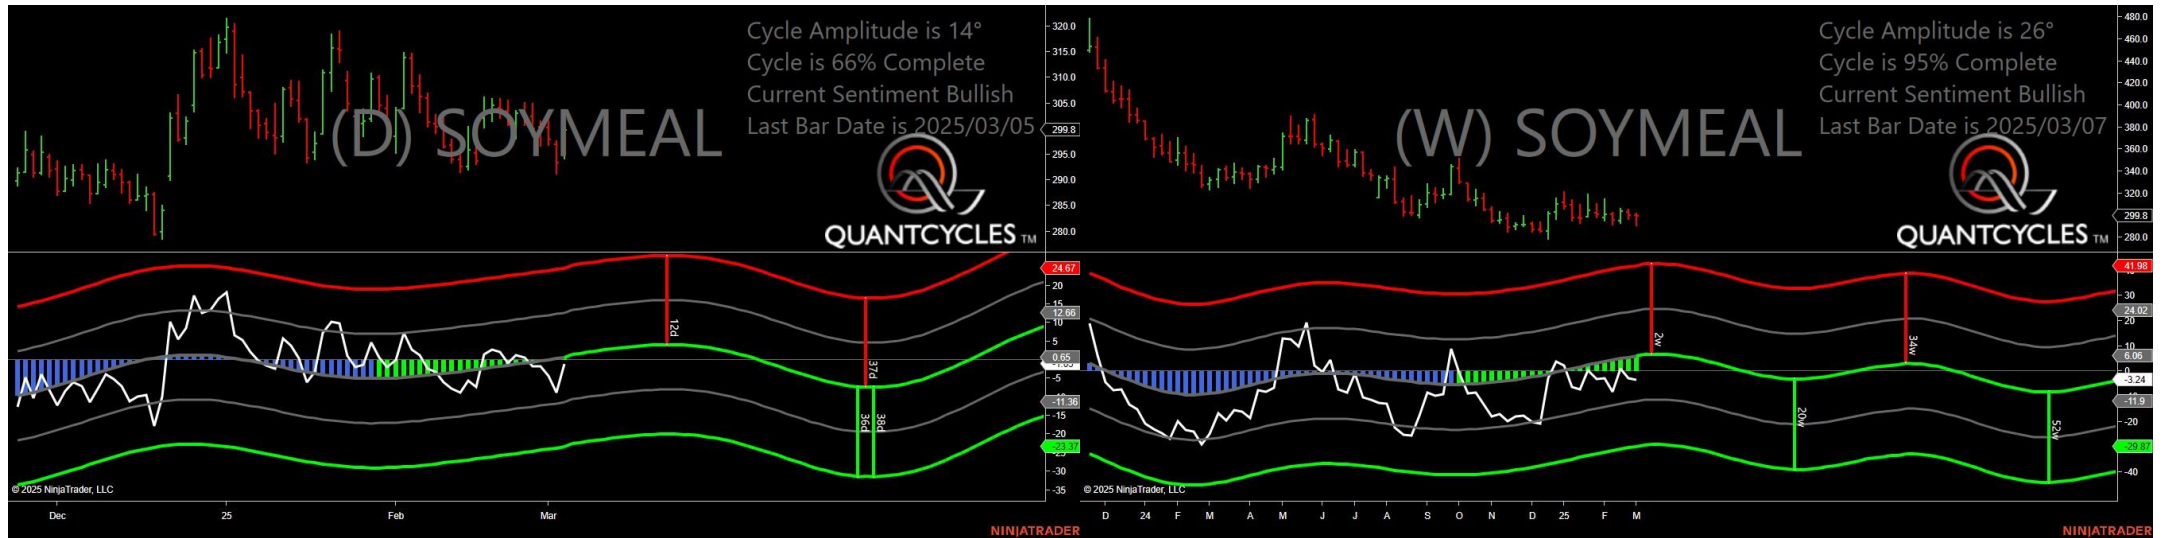 Cycle Amplitude is 14°
Cycle is 66% Complete
Current Sentiment Bullish
Last Bar Date is 2025/03/05
(D) SOYMEAL
QUANTCYCLES TM
320.0
315.0
310.0
305.0
299.8
295.0
290.0
285.0
280.0
24.67
20
15
12.66
10
5
0.65
-5
-11.36
-15
-20
-23.37
-30
-35
12d
37d
36d
38d
© 2025 NinjaTrader, LLC
Dec
25
Feb
Mar
NINJATRADER
Cycle Amplitude is 26°
Cycle is 95% Complete
Current Sentiment Bullish
Last Bar Date is 2025/03/07
(W) SOYMEAL
QUANTCYCLES TM
480.0
460.0
440.0
420.0
400.0
380.0
360.0
340.0
320.0
299.8
280.0
41.98
30
24.02
20
10
6.06
0
-3.24
-11.9
-20
-29.87
-40
2w
34w
20w
52w
© 2025 NinjaTrader, LLC
D 24 F M A M J J A S O N D 25 F M
NINJATRADER